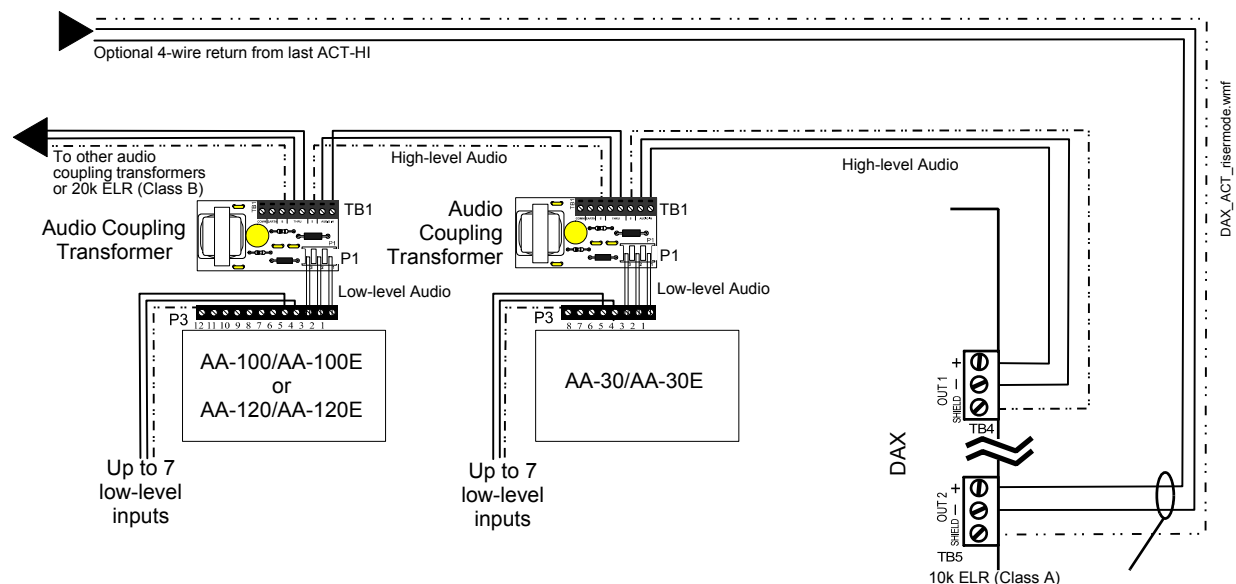 Optional 4-wire return from last ACT-HI
DAX_ACT_risermode.wmf
To other audio
coupling transformers
or 20k ELR (Class B)
High-level Audio
High-level Audio
Audio Coupling
Transformer
TB1
TB1
P1
P1
Low-level Audio
Audio
Coupling
Transformer
TB1
TB1
P1
P1
Low-level Audio
P3
12 11 10 9 8 7 6 5 4 3 2 1
AA-100/AA-100E
or
AA-120/AA-120E
P3
8 7 6 5 4 3 2 1
AA-30/AA-30E
Up to 7
low-level
inputs
Up to 7
low-level
inputs
DAX
+
OUT 1
–
SHIELD
TB4
+
OUT 2
–
SHIELD
TB5
10k ELR (Class A)